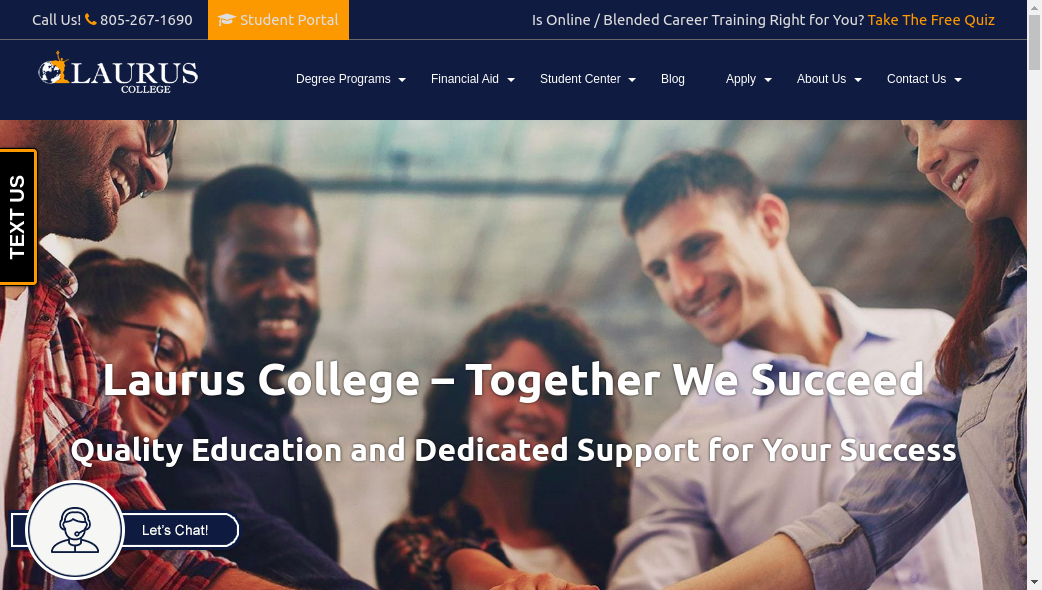 Call Us! 805-267-1690
Student Portal
Is Online / Blended Career Training Right for You? Take The Free Quiz
LAURUS
COLLEGE
Degree Programs
Financial Aid
Student Center
Blog
Apply
About Us
Contact Us
TEXT US
Laurus College – Together We Succeed
Quality Education and Dedicated Support for Your Success
Let's Chat!